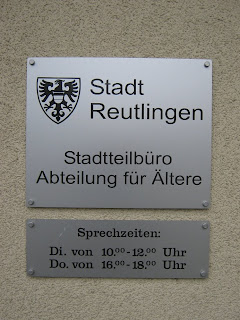 Stadt
Reutlingen
Stadtteilbüro
Abteilung für Ältere
Sprechzeiten:
Di. von 10.00-12.00 Uhr
Do. von 16.00-18.00 Uhr